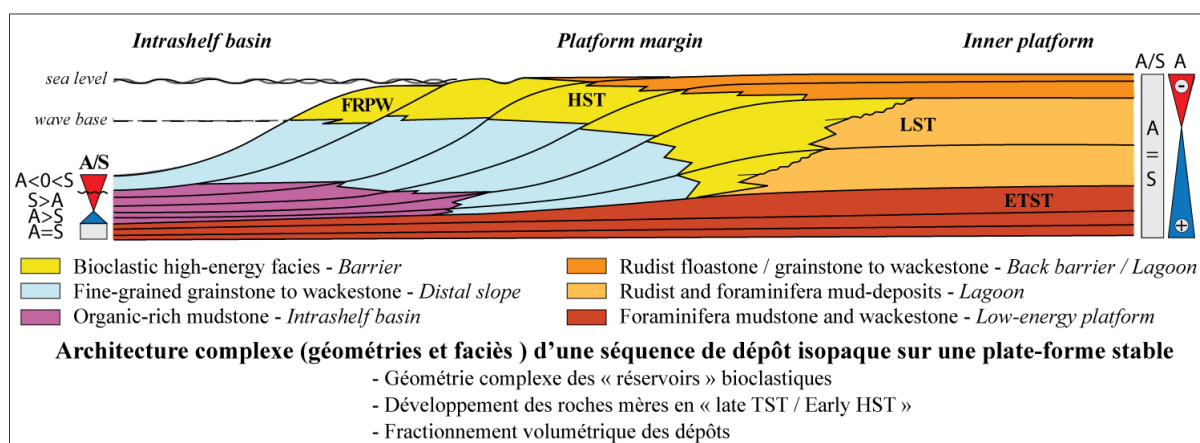 Intrashelf basin
Platform margin
Inner platform
A/S A
sea level
FRPW
HST
wave base
LST
A/S
A<0<S
S>A
A>S
A=S
A
=
S
ETST
−
+
Bioclastic high-energy facies - Barrier
Fine-grained grainstone to wackestone - Distal slope
Organic-rich mudstone - Intrashelf basin
Rudist floastone / grainstone to wackestone - Back barrier / Lagoon
Rudist and foraminifera mud-deposits - Lagoon
Foraminifera mudstone and wackestone - Low-energy platform
Architecture complexe (géométries et faciès ) d’une séquence de dépôt isopaque sur une plate-forme stable
- Géométrie complexe des « réservoirs » bioclastiques
- Développement des roches mères en « late TST / Early HST »
- Fractionnement volumétrique des dépôts